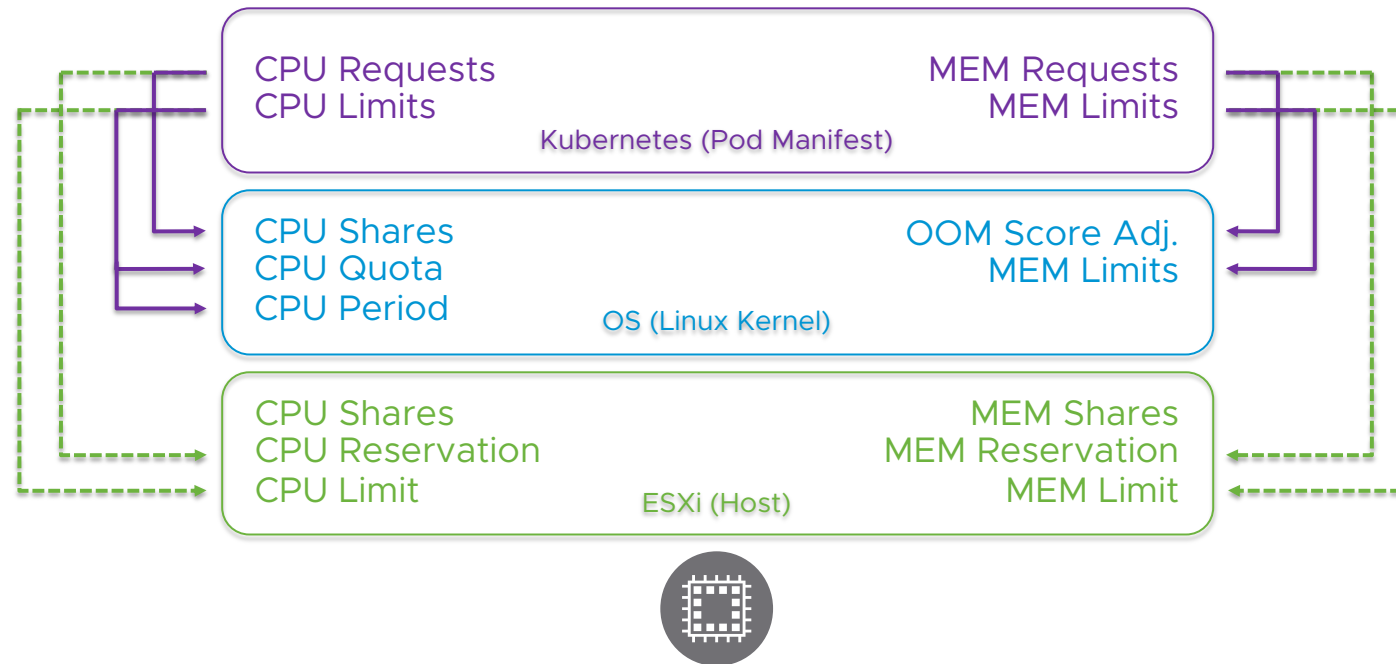 CPU Requests
MEM Requests
CPU Limits
MEM Limits
Kubernetes (Pod Manifest)
CPU Shares
OOM Score Adj.
CPU Quota
MEM Limits
CPU Period
OS (Linux Kernel)
CPU Shares
MEM Shares
CPU Reservation
MEM Reservation
CPU Limit
MEM Limit
ESXi (Host)